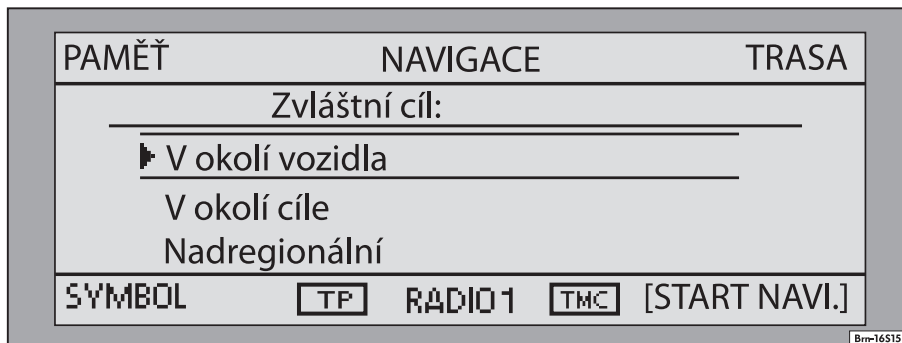 PAMĚŤ NAVIGACE TRASA
Zvláštní cíl:
V okolí vozidla
V okolí cíle
Nadregionální
SYMBOL TP RADIO1 TMC [START NAVI.]
Brn-16S15